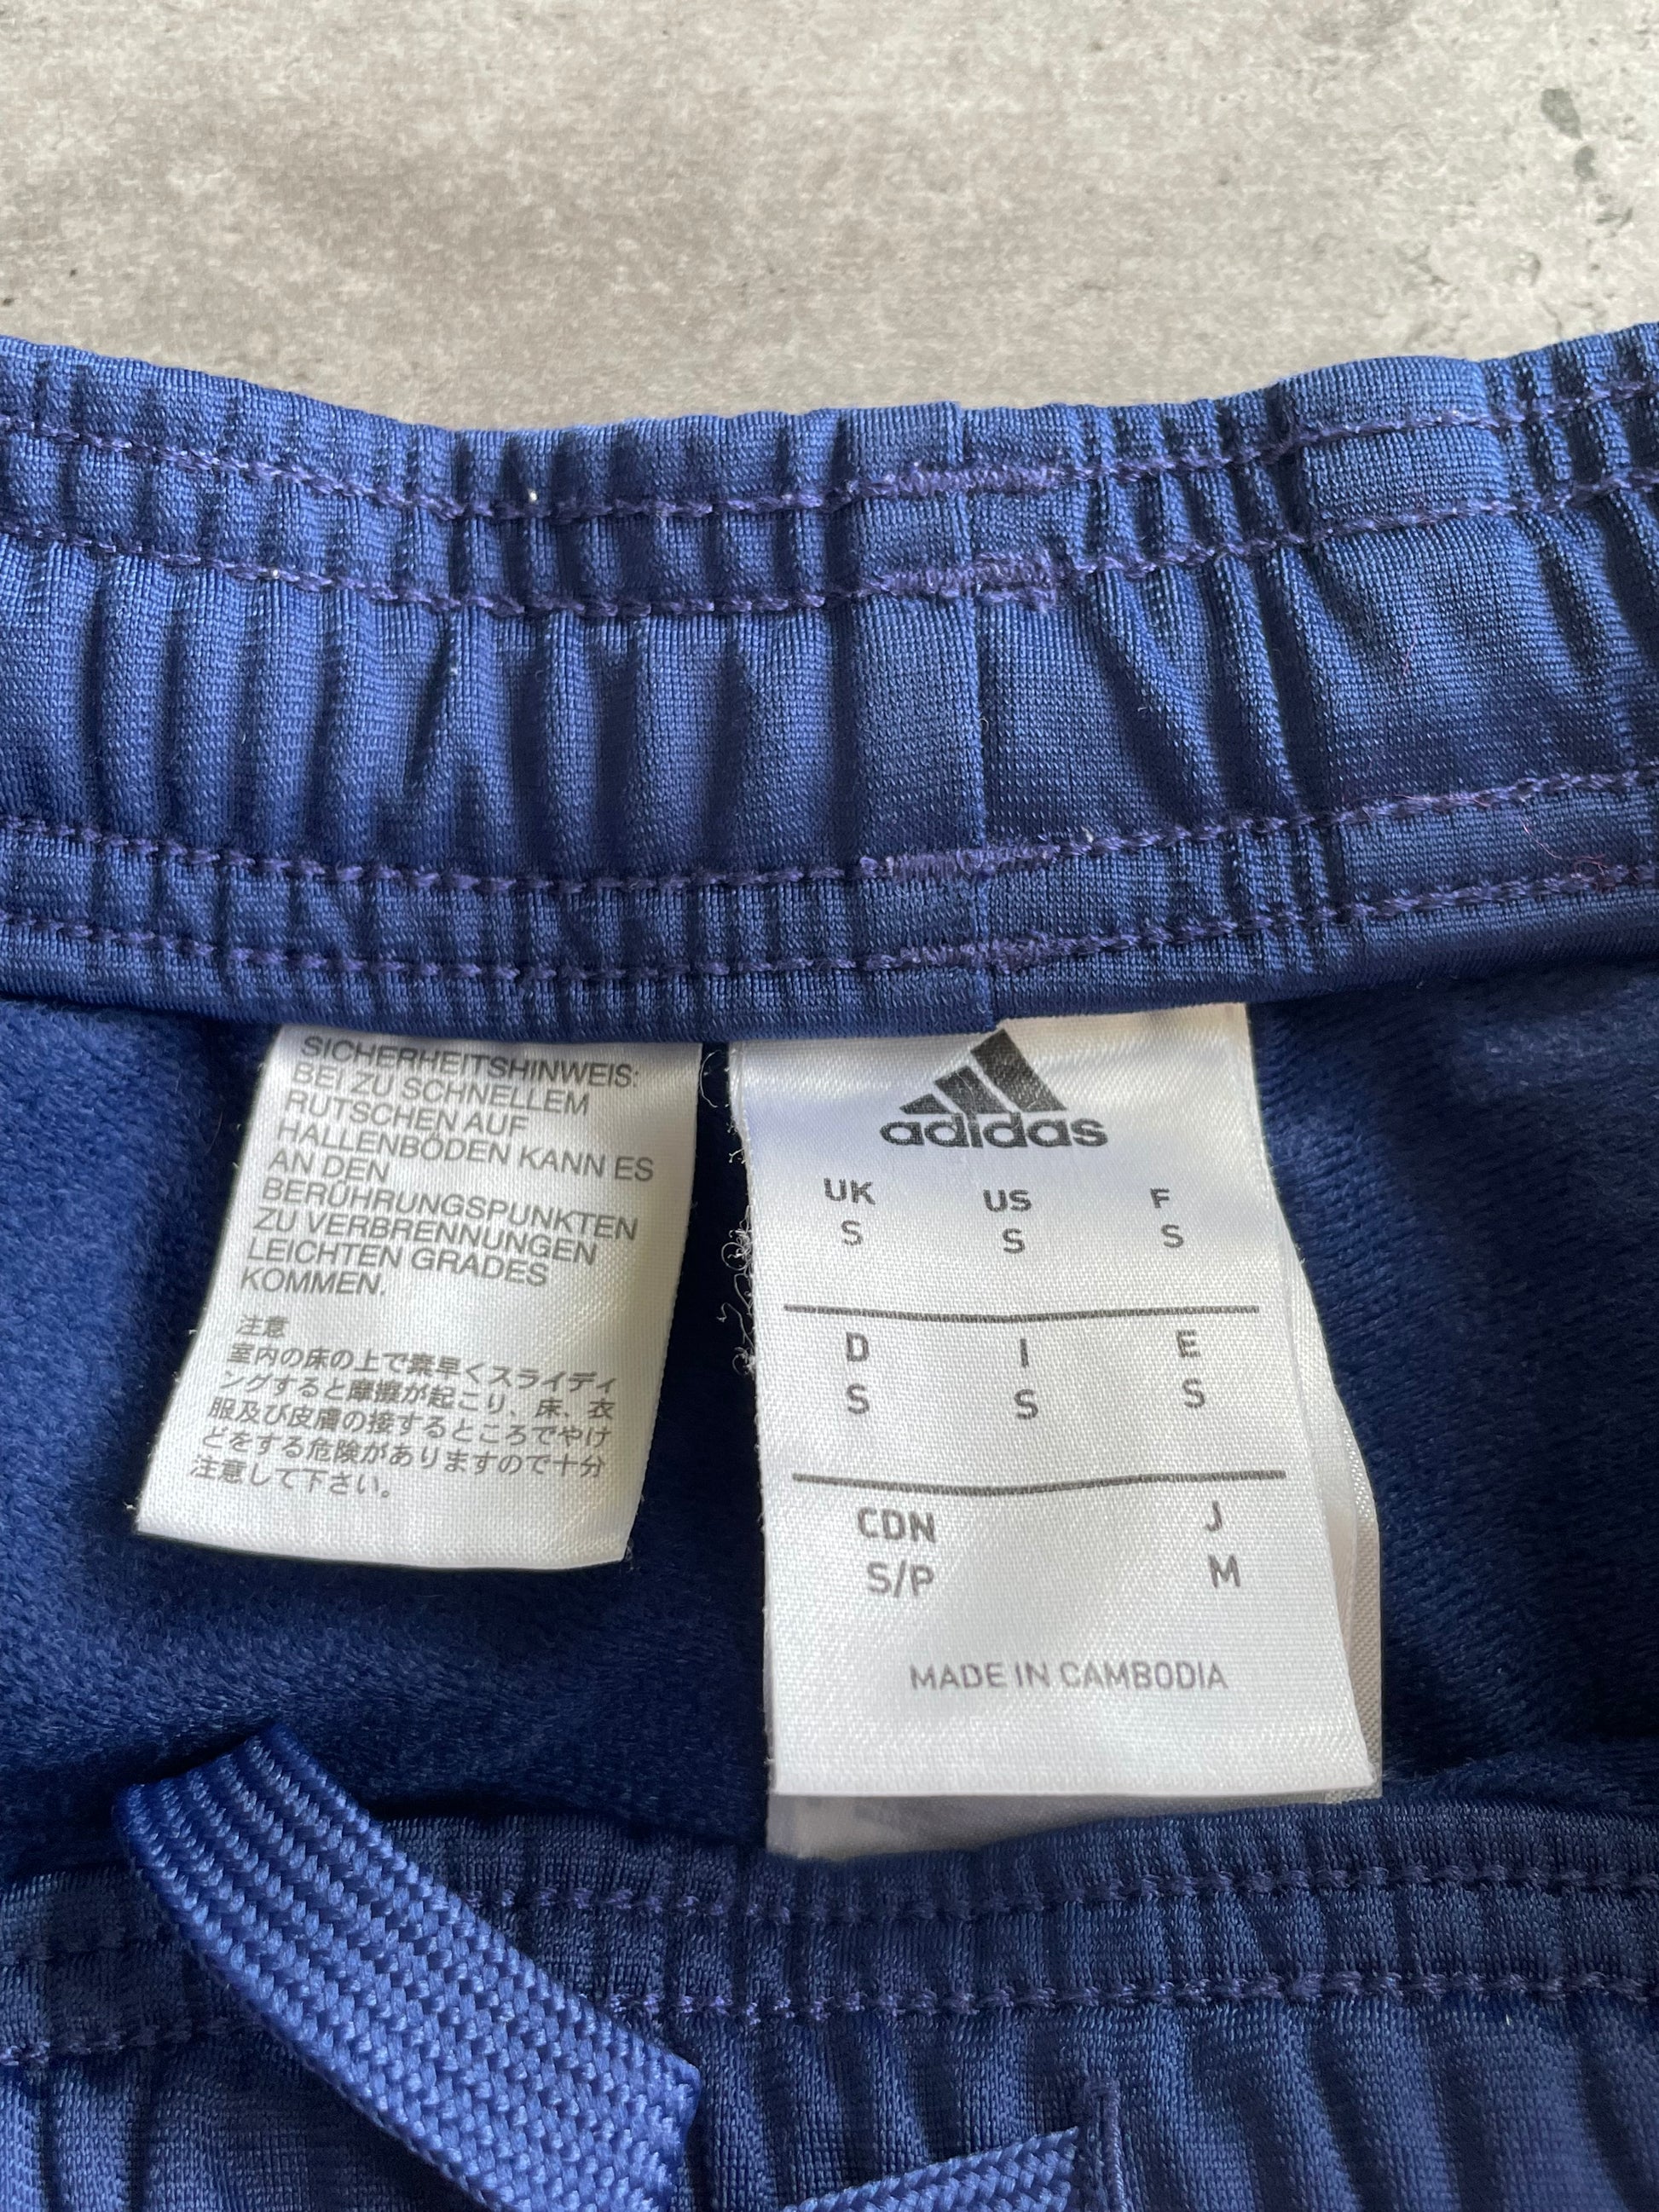 SICHERHEITSHINWEIS:
BEI ZU SCHNELLEM
RUTSCHEN AUF
HALLENBÖDEN KANN ES
AN DEN
BERÜHRUNGSPUNKTEN
ZU VERBRENNUNGEN
LEICHTEN GRADES
KOMMEN.
注意
室内の床の上で素早くスライディ
ングすると摩擦が起こり、床、衣
服及び皮膚の接するところでやけ
どをする危険がありますので十分
注意して下さい。
adidas
UK US F
S S S
D I E
S S S
CDN J
S/P M
MADE IN CAMBODIA